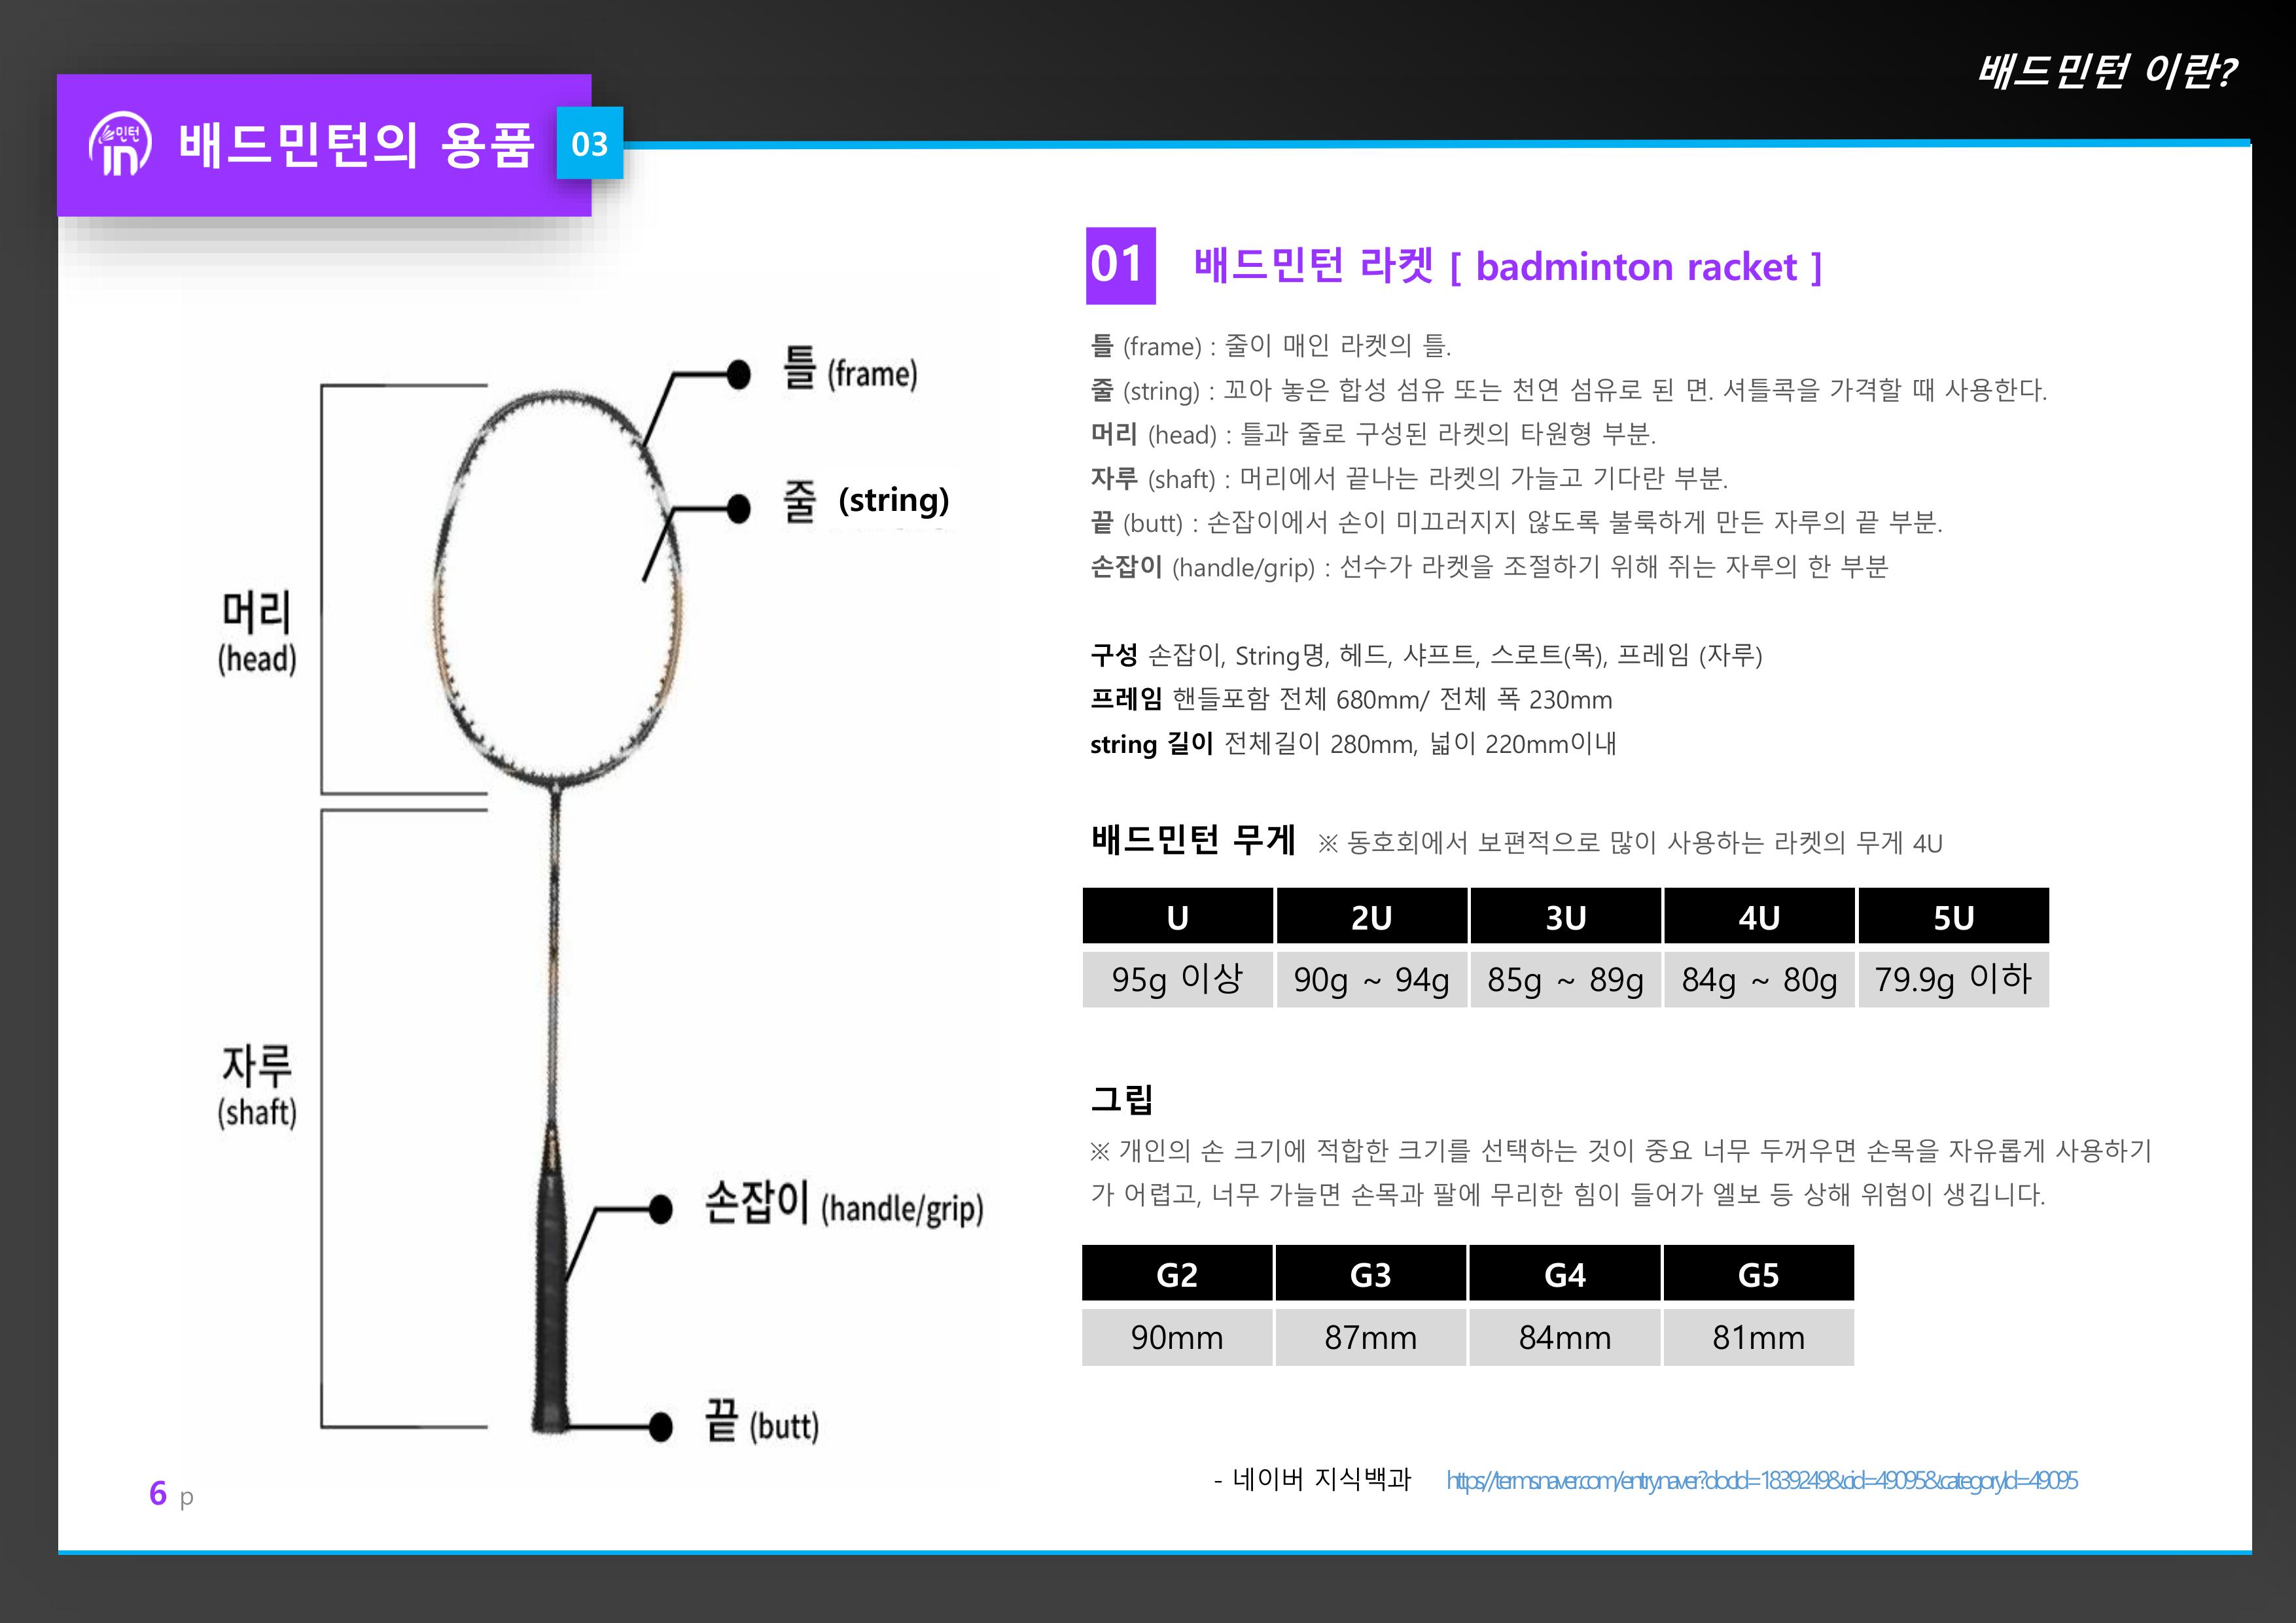 배드민턴 이란?
민턴
in
배드민턴의 용품
03
01
배드민턴 라켓 [ badminton racket ]
틀 (frame)
줄 (string)
머리
(head)
자루
(shaft)
손잡이 (handle/grip)
끝 (butt)
틀 (frame) : 줄이 매인 라켓의 틀.
줄 (string) : 꼬아 놓은 합성 섬유 또는 천연 섬유로 된 면. 셔틀콕을 가격할 때 사용한다.
머리 (head) : 틀과 줄로 구성된 라켓의 타원형 부분.
자루 (shaft) : 머리에서 끝나는 라켓의 가늘고 기다란 부분.
끝 (butt) : 손잡이에서 손이 미끄러지지 않도록 불룩하게 만든 자루의 끝 부분.
손잡이 (handle/grip) : 선수가 라켓을 조절하기 위해 쥐는 자루의 한 부분
구성 손잡이, String명, 헤드, 샤프트, 스로트(목), 프레임 (자루)
프레임 핸들포함 전체 680mm/ 전체 폭 230mm
string 길이 전체길이 280mm, 넓이 220mm이내
배드민턴 무게 ※ 동호회에서 보편적으로 많이 사용하는 라켓의 무게 4U
U 2U 3U 4U 5U
95g 이상 90g ~ 94g 85g ~ 89g 84g ~ 80g 79.9g 이하
그립
※ 개인의 손 크기에 적합한 크기를 선택하는 것이 중요 너무 두꺼우면 손목을 자유롭게 사용하기
가 어렵고, 너무 가늘면 손목과 팔에 무리한 힘이 들어가 엘보 등 상해 위험이 생깁니다.
G2 G3 G4 G5
90mm 87mm 84mm 81mm
- 네이버 지식백과 https://terms.naver.com/entry.naver?docId=1839249&cid=49095&categoryId=49095
6 p